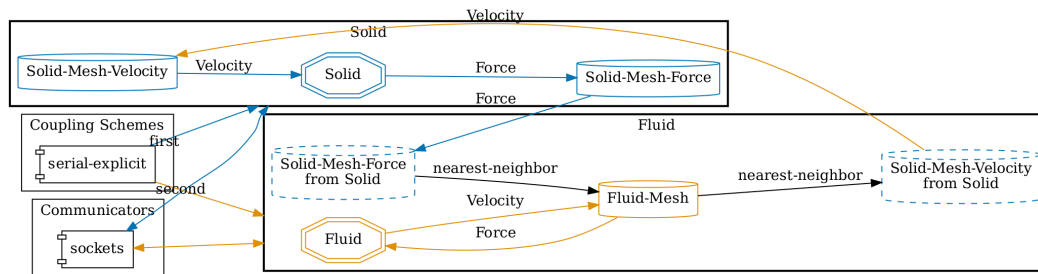 Velocity
Solid
Solid-Mesh-Velocity
Velocity
Solid
Force
Solid-Mesh-Force
Force
Coupling Schemes
first
serial-explicit
second
Communicators
sockets
Fluid
Solid-Mesh-Force
from Solid
nearest-neighbor
Fluid-Mesh
nearest-neighbor
Solid-Mesh-Velocity
from Solid
Velocity
Fluid
Force